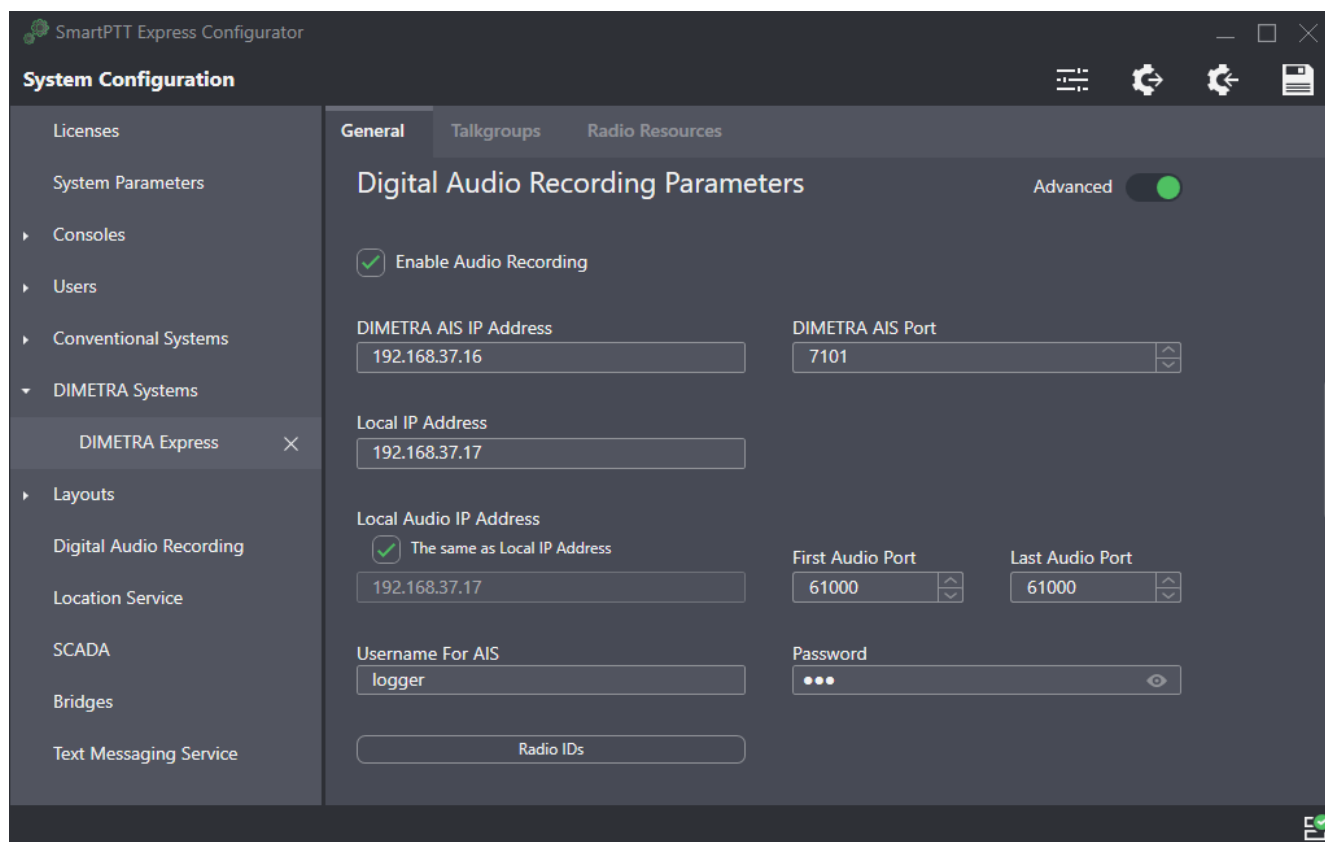 SmartPTT Express Configurator
System Configuration
Licenses
System Parameters
Consoles
Users
Conventional Systems
DIMETRA Systems
DIMETRA Express
Layouts
Digital Audio Recording
Location Service
SCADA
Bridges
Text Messaging Service
General Talkgroups Radio Resources
Digital Audio Recording Parameters
Advanced
Enable Audio Recording
DIMETRA AIS IP Address
192.168.37.16
DIMETRA AIS Port
7101
Local IP Address
192.168.37.17
Local Audio IP Address
The same as Local IP Address
192.168.37.17
First Audio Port
61000
Last Audio Port
61000
Username For AIS
logger
Password
●●●
Radio IDs